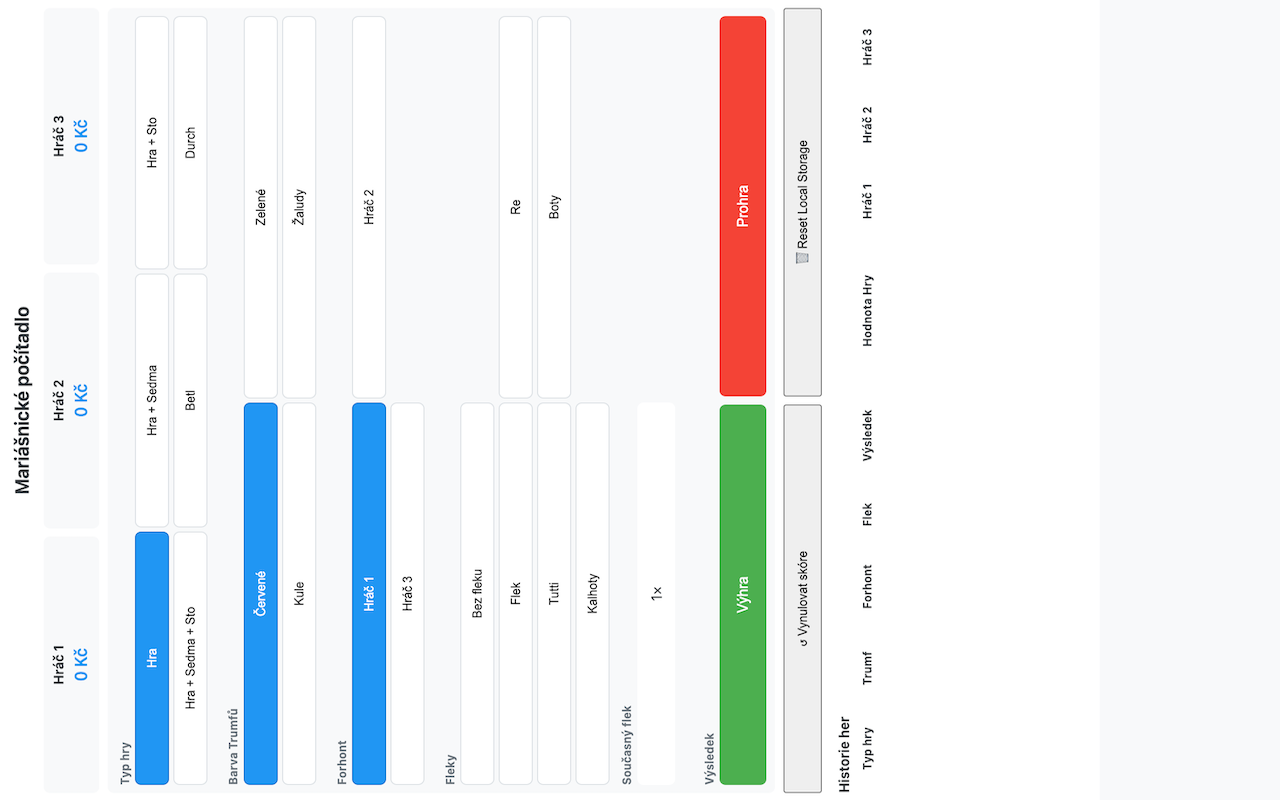 Mariášnické počítadlo
Hráč 1 Hráč 2 Hráč 3
0 Kč 0 Kč 0 Kč
Typ hry
Hra Hra + Sedma Hra + Sto
Hra + Sedma + Sto Betl Durch
Barva Trumfů
Červené Zelené
Kule Žaludy
Forhont
Hráč 1 Hráč 2
Hráč 3
Fleky
Bez fleku
Flek Re
Tutti Boty
Kalhoty
Současný flek
1×
Výsledek
Výhra Prohra
↺ Vynulovat skóre 🗑️ Reset Local Storage
Historie her
Typ hry Trumf Forhont Flek Výsledek Hodnota Hry Hráč 1 Hráč 2 Hráč 3